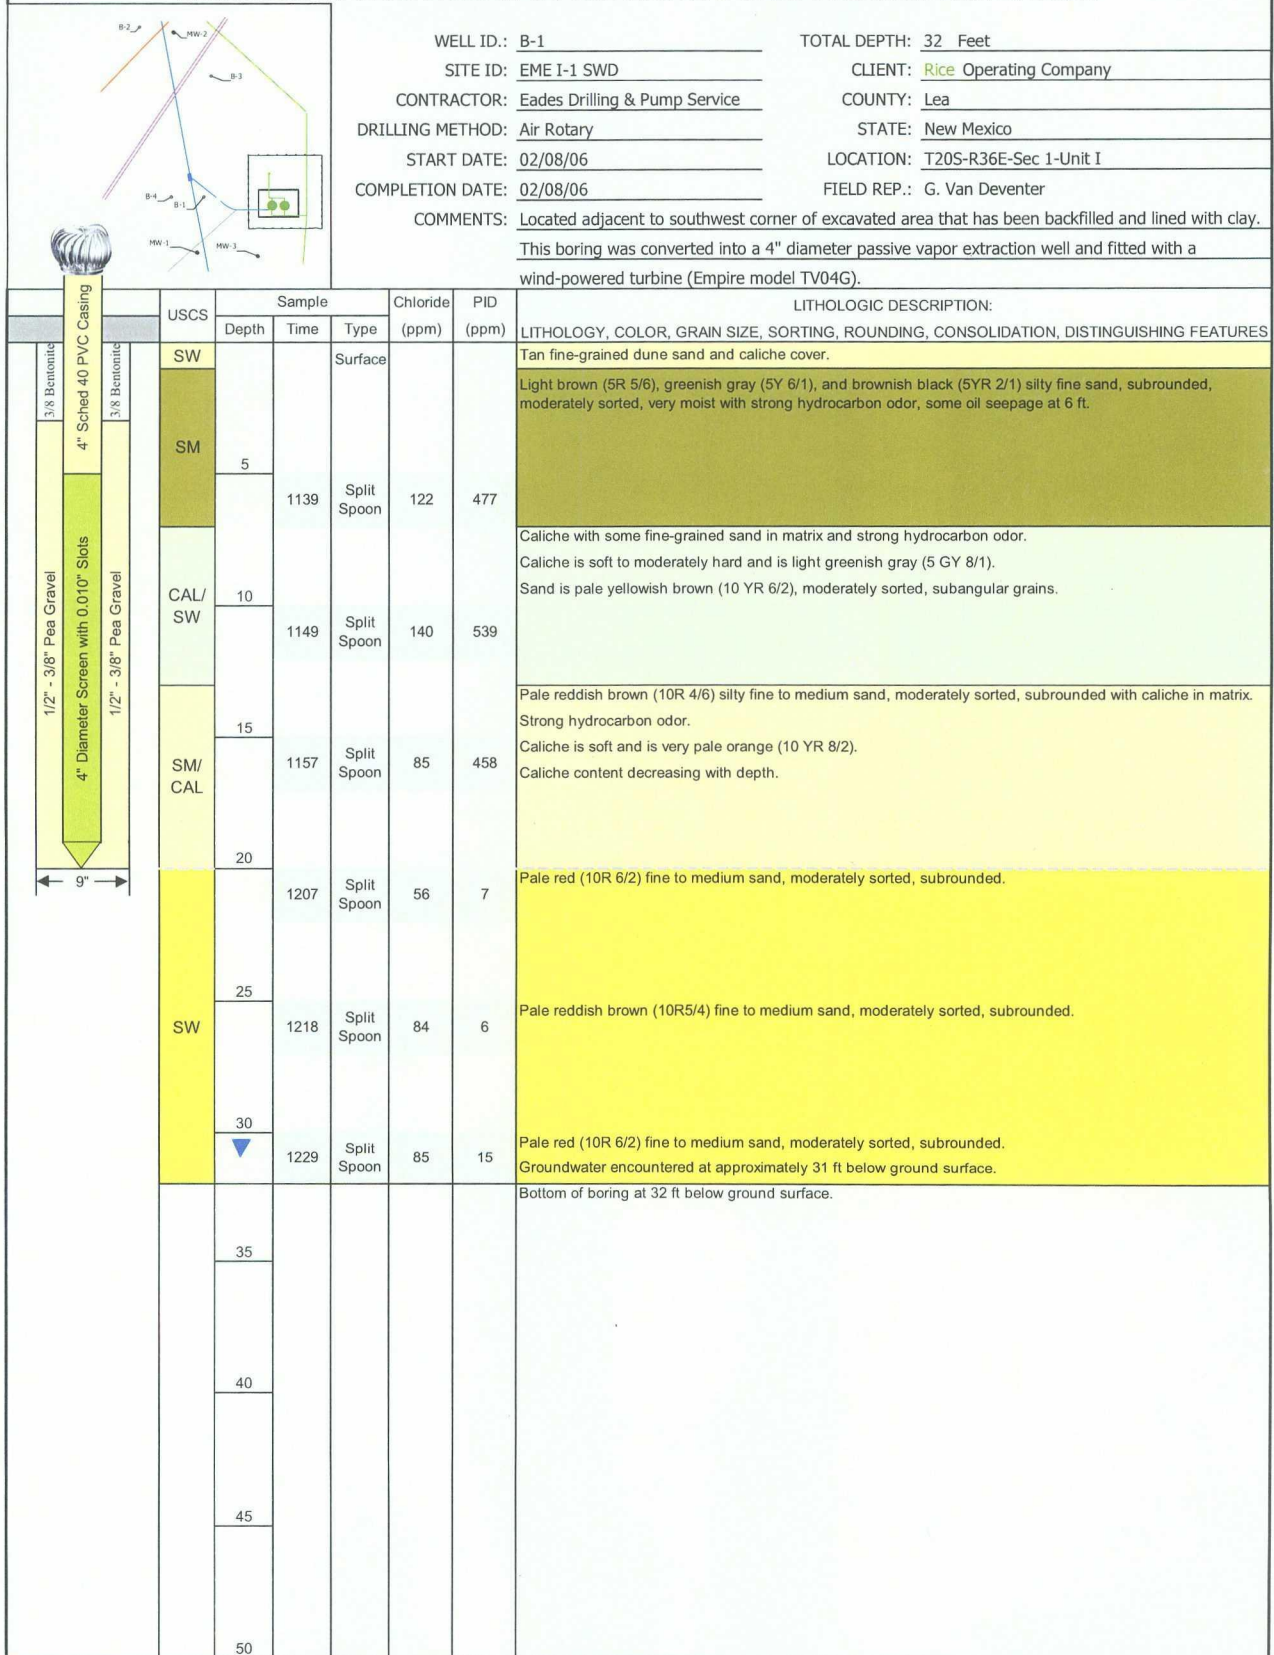 B-2
MW-2
B-3
B-4
B-1
MW-1
MW-3
WELL ID.: B-1
TOTAL DEPTH: 32 Feet
SITE ID: EME I-1 SWD
CLIENT: Rice Operating Company
CONTRACTOR: Eades Drilling & Pump Service
COUNTY: Lea
DRILLING METHOD: Air Rotary
STATE: New Mexico
START DATE: 02/08/06
LOCATION: T20S-R36E-Sec 1-Unit I
COMPLETION DATE: 02/08/06
FIELD REP.: G. Van Deventer
COMMENTS: Located adjacent to southwest corner of excavated area that has been backfilled and lined with clay.
This boring was converted into a 4" diameter passive vapor extraction well and fitted with a
wind-powered turbine (Empire model TV04G).
USCS
Sample
Depth Time Type
Chloride
(ppm)
PID
(ppm)
LITHOLOGIC DESCRIPTION:
LITHOLOGY, COLOR, GRAIN SIZE, SORTING, ROUNDING, CONSOLIDATION, DISTINGUISHING FEATURES
3/8 Bentonite
4" Sched 40 PVC Casing
3/8 Bentonite
1/2" - 3/8" Pea Gravel
4" Diameter Screen with 0.010" Slots
1/2" - 3/8" Pea Gravel
9"
SW
Surface
Tan fine-grained dune sand and caliche cover.
Light brown (5R 5/6), greenish gray (5Y 6/1), and brownish black (5YR 2/1) silty fine sand, subrounded,
moderately sorted, very moist with strong hydrocarbon odor, some oil seepage at 6 ft.
SM
5
1139 Split Spoon 122 477
Caliche with some fine-grained sand in matrix and strong hydrocarbon odor.
Caliche is soft to moderately hard and is light greenish gray (5 GY 8/1).
Sand is pale yellowish brown (10 YR 6/2), moderately sorted, subangular grains.
CAL/
SW
10
1149 Split Spoon 140 539
Pale reddish brown (10R 4/6) silty fine to medium sand, moderately sorted, subrounded with caliche in matrix.
Strong hydrocarbon odor.
15
Caliche is soft and is very pale orange (10 YR 8/2).
1157 Split Spoon 85 458
Caliche content decreasing with depth.
SM/
CAL
20
Pale red (10R 6/2) fine to medium sand, moderately sorted, subrounded.
1207 Split Spoon 56 7
25
Pale reddish brown (10R5/4) fine to medium sand, moderately sorted, subrounded.
SW
1218 Split Spoon 84 6
30
Pale red (10R 6/2) fine to medium sand, moderately sorted, subrounded.
1229 Split Spoon 85 15
Groundwater encountered at approximately 31 ft below ground surface.
Bottom of boring at 32 ft below ground surface.
35
40
45
50